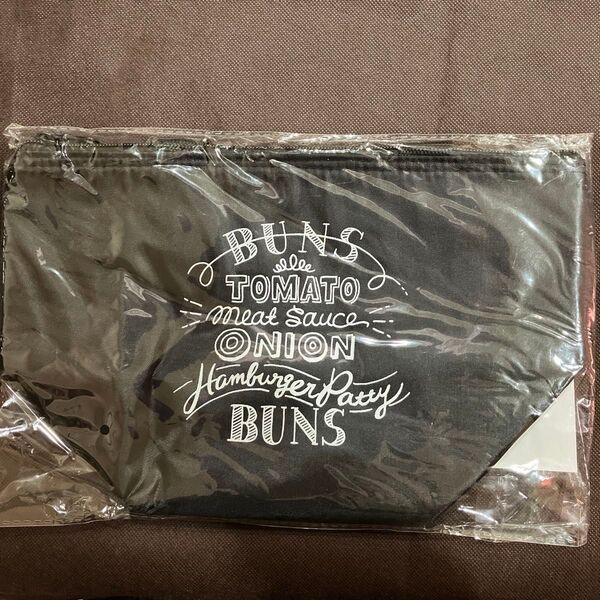 BUNS
TOMATO
meat sauce
ONION
Hamburger Patty
BUNS